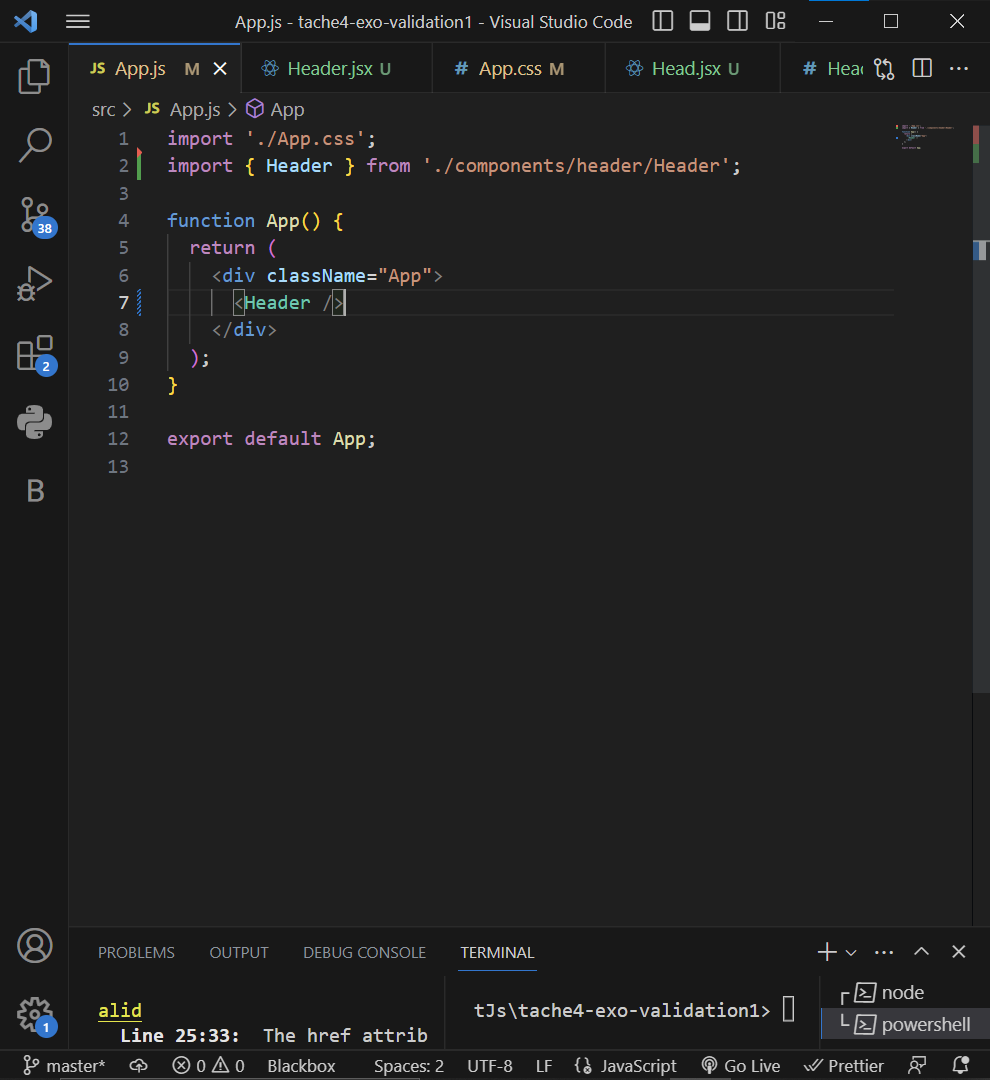 App.js - tache4-exo-validation1 - Visual Studio Code
JS App.js M
Header.jsx U
# App.css M
Head.jsx U
# Head
src > JS App.js > App
1 import './App.css';
2 import { Header } from './components/header/Header';
3
4 function App() {
5 return (
6 <div className="App">
7 <Header />
8 </div>
9 );
10 }
11
12 export default App;
13
38
2
B
1
PROBLEMS OUTPUT DEBUG CONSOLE TERMINAL
alid
Line 25:33: The href attrib
tJs\tache4-exo-validation1>
node
powershell
master* 0 0 Blackbox Spaces: 2 UTF-8 LF JavaScript Go Live Prettier